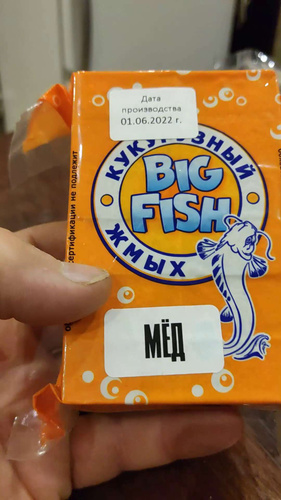 Дата
производства
01.06.2022 г.
КУКУРУЗНЫЙ
BIG
FISH
ЖМЫХ
сертификации не подлежит
МЁД